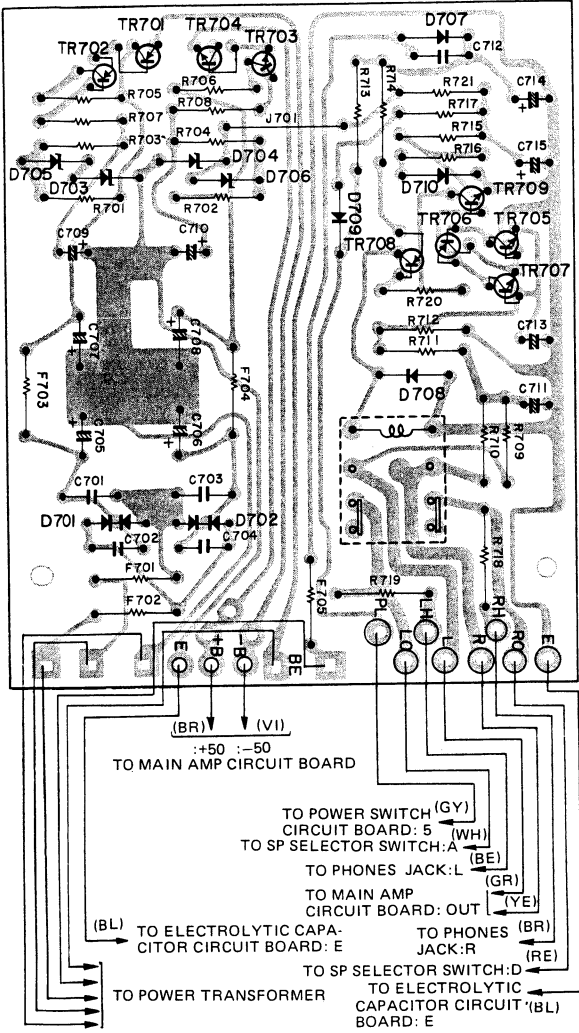 TR701 TR704
TR702 TR703
D707
C712
R706
R705
R708
R707
R704
R703
J701
R713
R714
R721
R717
R715
R716
C714
C715
D705
D703
D704
D706
D710
TR709
R701
R702
D709
TR706 TR705
TR708
TR707
C709
C710
R720
R712
R711
C713
C707
C708
D708
F703
F704
C711
C705
C706
R710
R709
C701
C703
D701
D702
C702
C704
F701
F702
F705
R719
R718
PL
LO
LH
L
R
RH
RO
E
E
+B
-B
BE
+
+
+
+
+
+
+
+
(BR) (VI)
:+50 :-50
TO MAIN AMP CIRCUIT BOARD
TO POWER SWITCH (GY)
CIRCUIT BOARD: 5
(WH)
TO SP SELECTOR SWITCH:A
(BE)
TO PHONES JACK:L
(GR)
TO MAIN AMP
CIRCUIT BOARD: OUT (YE)
(BL)
TO ELECTROLYTIC CAPA-
CITOR CIRCUIT BOARD: E
(BR)
TO PHONES
JACK:R
(RE)
TO SP SELECTOR SWITCH:D
TO POWER TRANSFORMER
TO ELECTROLYTIC
CAPACITOR CIRCUIT (BL)
BOARD: E